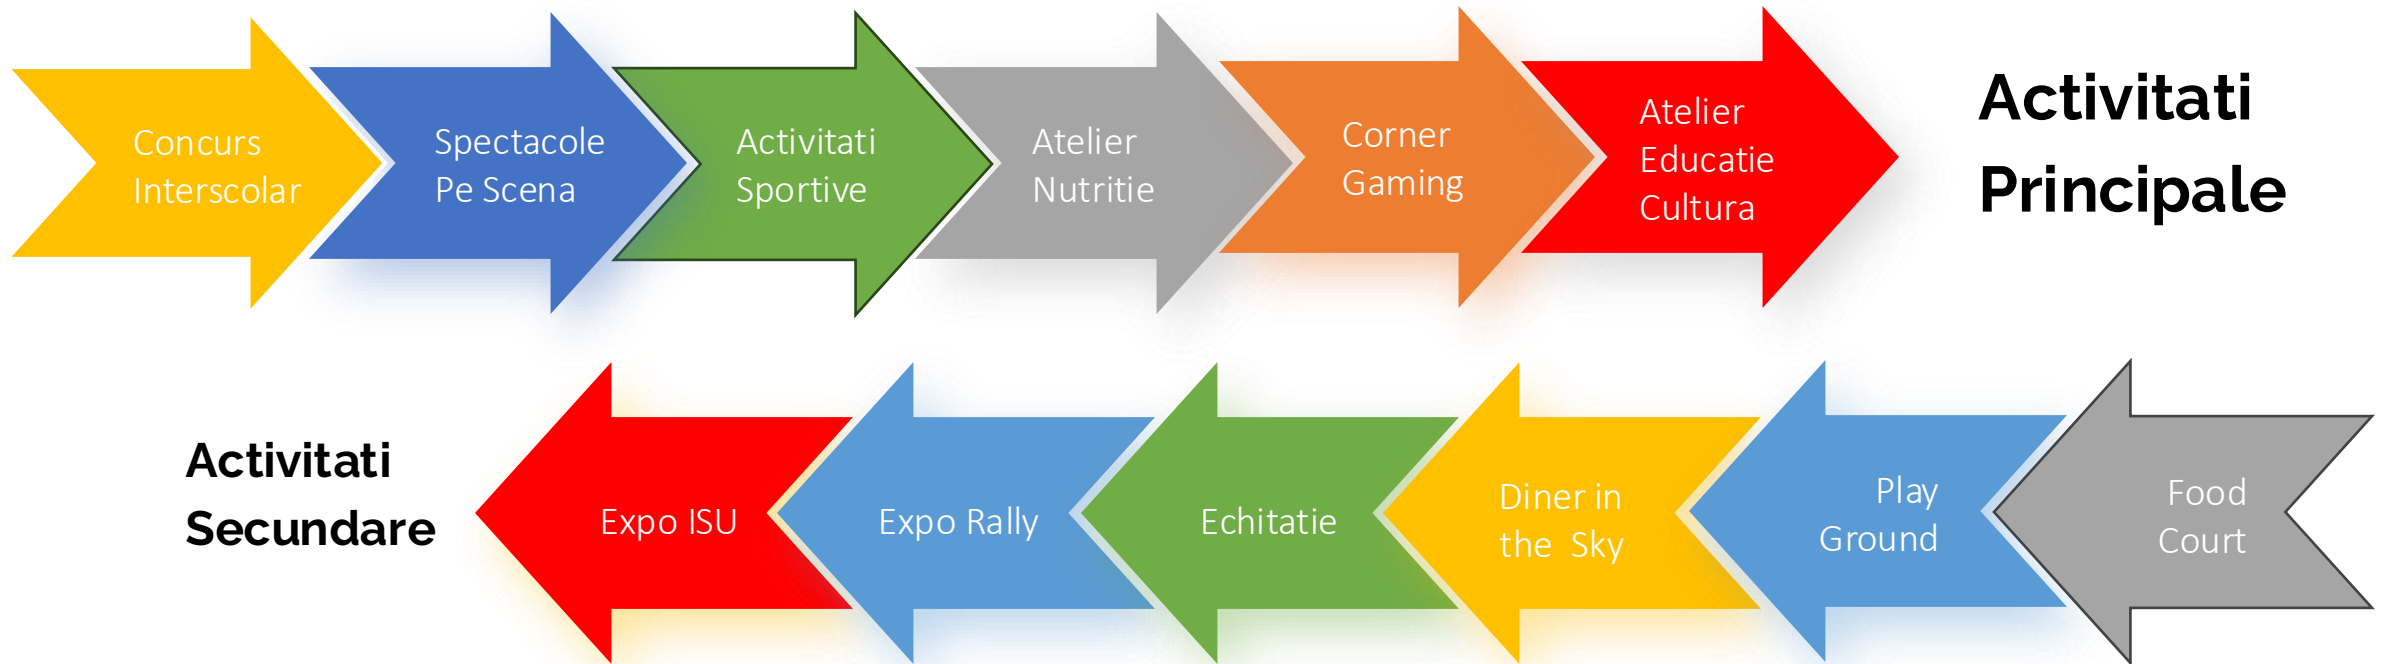 Concurs
Interscolar
Spectacole
Pe Scena
Activitati
Sportive
Atelier
Nutritie
Corner
Gaming
Atelier
Educatie
Cultura
Activitati
Principale
Activitati
Secundare
Expo ISU
Expo Rally
Echitatie
Diner in
the Sky
Play
Ground
Food
Court